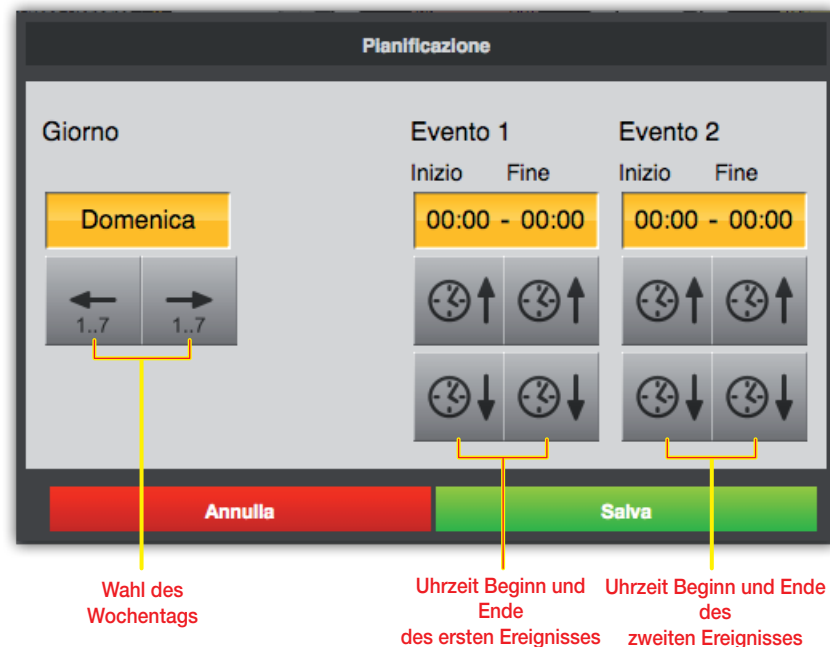 Pianificazione
Giorno
Evento 1
Evento 2
Inizio Fine
Inizio Fine
Domenica
00:00 - 00:00
00:00 - 00:00
1..7
1..7
Annulla
Salva
Wahl des
Wochentags
Uhrzeit Beginn und
Ende
des ersten Ereignisses
Uhrzeit Beginn und Ende
des
zweiten Ereignisses